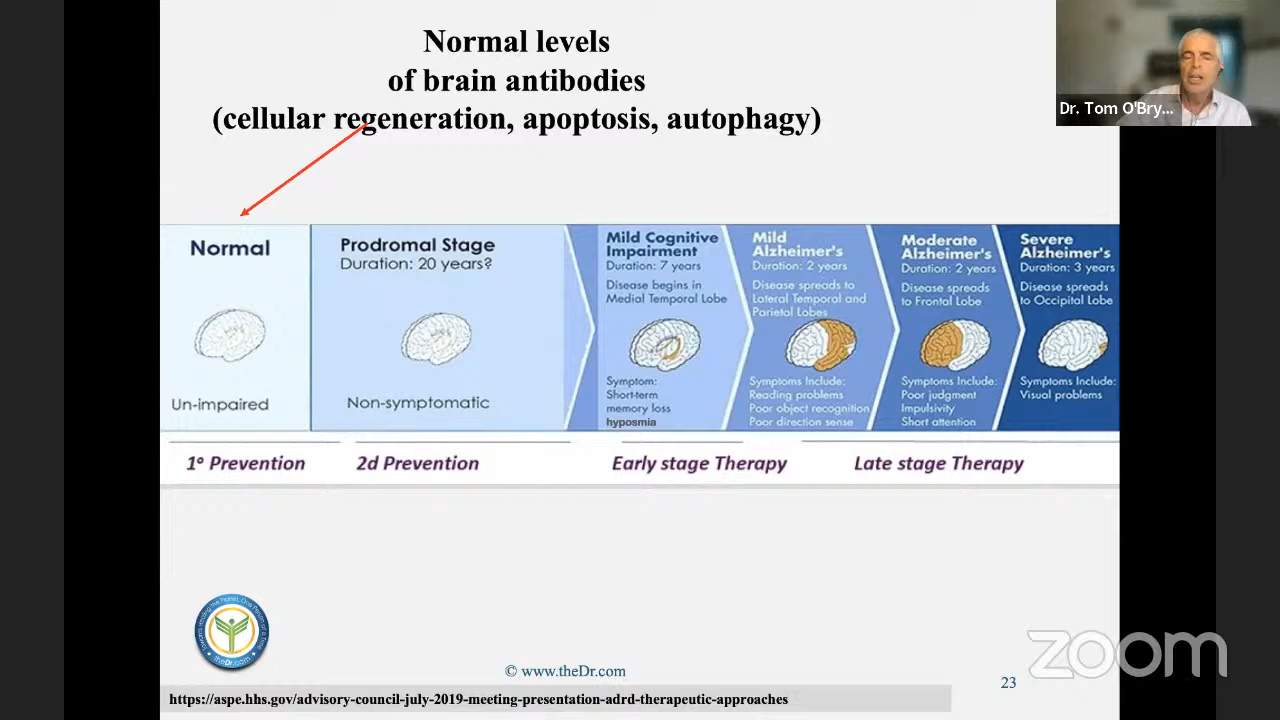 Normal levels
of brain antibodies
(cellular regeneration, apoptosis, autophagy)
Dr. Tom O'Bry...
Normal
Un-impaired
Prodromal Stage
Duration: 20 years?
Non-symptomatic
Mild Cognitive
Impairment
Duration: 7 years
Disease begins in
Medial Temporal Lobe
Symptom:
Short-term
memory loss
hyposmia
Mild
Alzheimer's
Duration: 2 years
Disease spreads to
Lateral Temporal and
Parietal Lobes
Symptoms Include:
Reading problems
Poor object recognition
Poor direction sense
Moderate
Alzheimer's
Duration: 2 years
Disease spreads
to Frontal Lobe
Symptoms Include:
Poor judgment
Impulsivity
Short attention
Severe
Alzheimer's
Duration: 3 years
Disease spreads
to Occipital Lobe
Symptoms Include:
Visual problems
1° Prevention
2d Prevention
Early stage Therapy
Late stage Therapy
theDr.com
© www.theDr.com
23
zoom
https://aspe.hhs.gov/advisory-council-july-2019-meeting-presentation-adrd-therapeutic-approaches